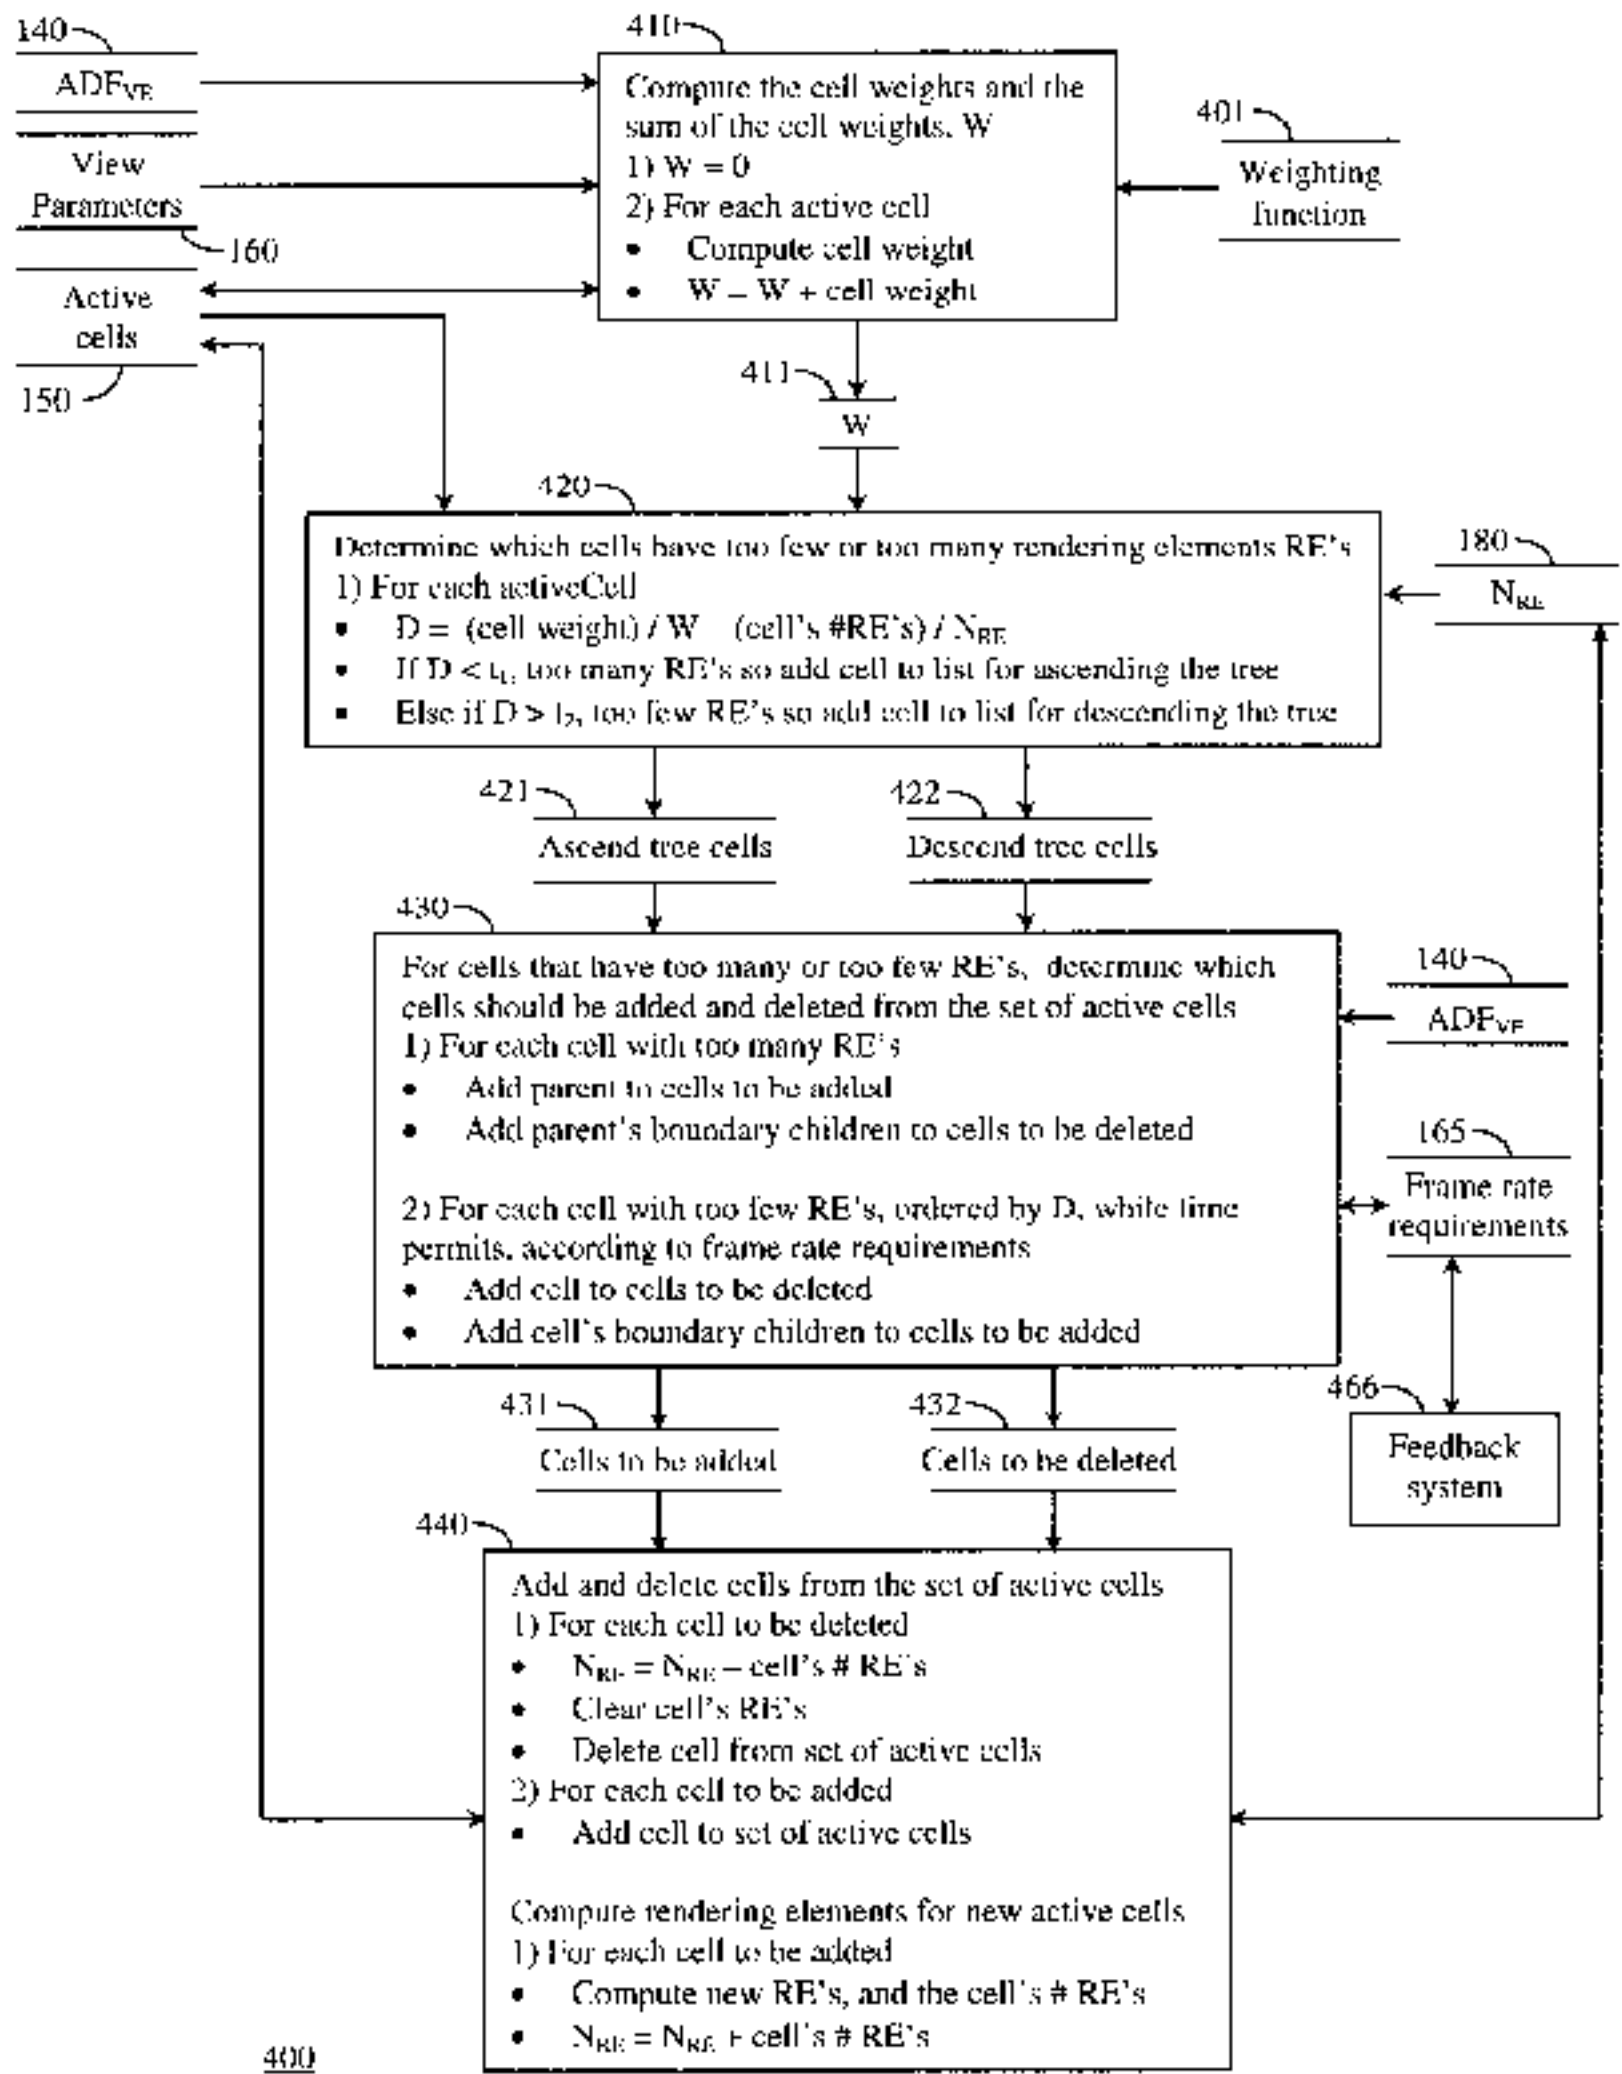 140
ADF_VE
View
Parameters
160
Active
cells
150
410
Compute the cell weights and the
sum of the cell weights, W
1) W = 0
2) For each active cell
• Compute cell weight
• W = W + cell weight
401
Weighting
function
411
W
420
Determine which cells have too few or too many rendering elements RE's
1) For each activeCell
• D = (cell weight) / W (cell's #RE's) / N_RE
• If D < t_1, too many RE's so add cell to list for ascending the tree
• Else if D > t_2, too few RE's so add cell to list for descending the tree
180
N_RE
421
Ascend tree cells
422
Descend tree cells
430
For cells that have too many or too few RE's, determine which
cells should be added and deleted from the set of active cells
1) For each cell with too many RE's
• Add parent to cells to be added
• Add parent's boundary children to cells to be deleted
2) For each cell with too few RE's, ordered by D, while time
permits, according to frame rate requirements
• Add cell to cells to be deleted
• Add cell's boundary children to cells to be added
140
ADF_VE
165
Frame rate
requirements
466
Feedback
system
431
Cells to be added
432
Cells to be deleted
440
Add and delete cells from the set of active cells
1) For each cell to be deleted
• N_RE = N_RE – cell's # RE's
• Clear cell's RE's
• Delete cell from set of active cells
2) For each cell to be added
• Add cell to set of active cells
Compute rendering elements for new active cells
1) For each cell to be added
• Compute new RE's, and the cell's # RE's
• N_RE = N_RE + cell's # RE's
400